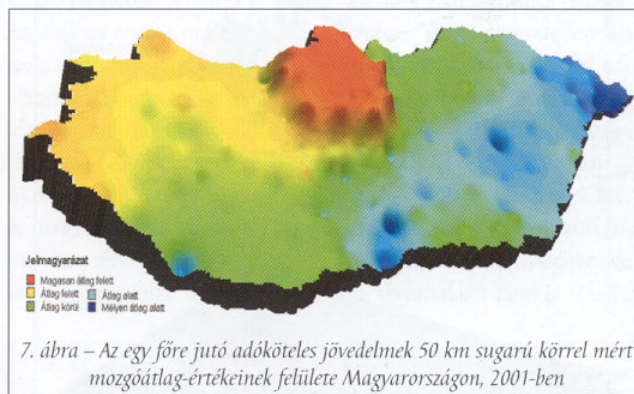 Jelmagyarázat
Magasan átlag felett
Átlag felett
Átlag alatt
Átlag körül
Mélyen átlag alatt
7. ábra – Az egy főre jutó adóköteles jövedelmek 50 km sugarú körrel mért
mozgóátlag-értékeinek felülete Magyarországon, 2001-ben